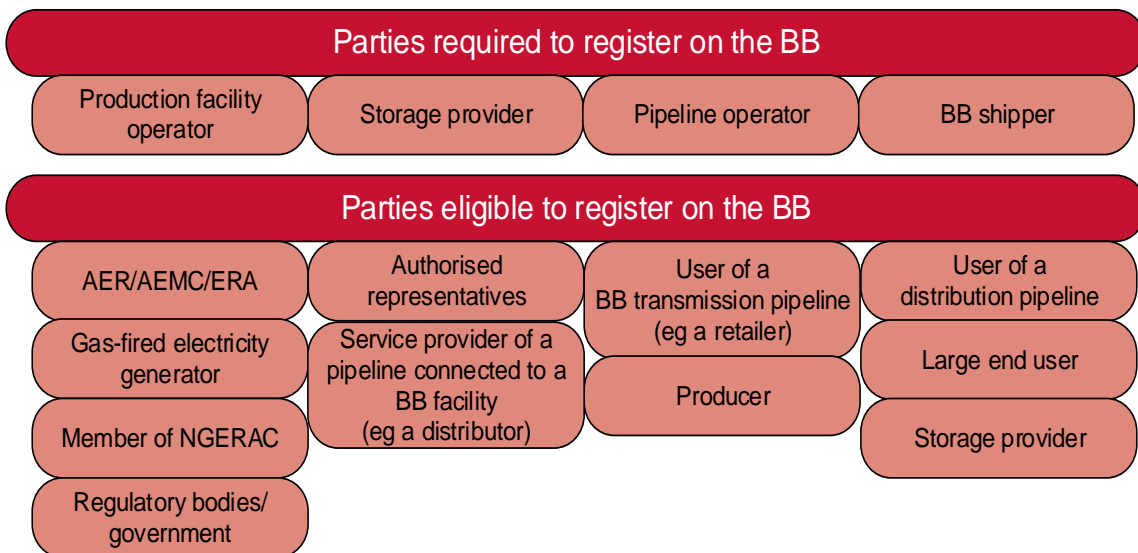 Parties required to register on the BB
Production facility
operator
Storage provider
Pipeline operator
BB shipper
Parties eligible to register on the BB
AER/AEMC/ERA
Gas-fired electricity
generator
Member of NGERAC
Regulatory bodies/
government
Authorised
representatives
Service provider of a
pipeline connected to a
BB facility
(eg a distributor)
User of a
BB transmission pipeline
(eg a retailer)
Producer
User of a
distribution pipeline
Large end user
Storage provider